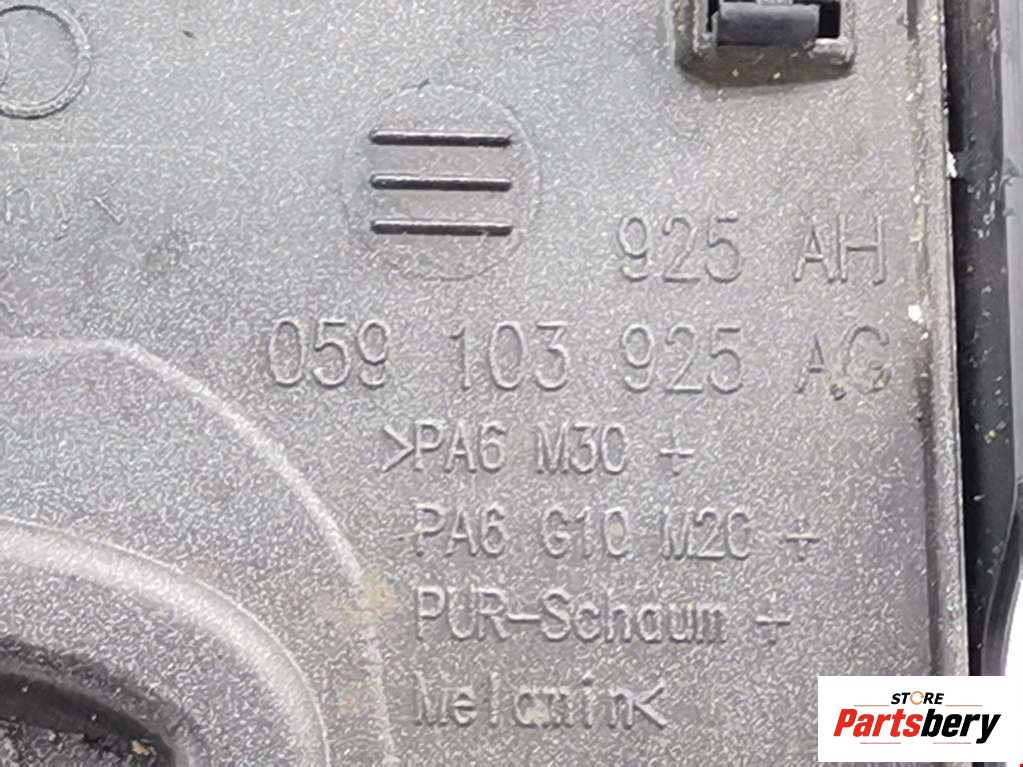 925 AH
059 103 925 AG
>PA6 M30 +
PA6 G10 M20 +
PUR-Schaum +
Melamin<
STORE
Partsbery